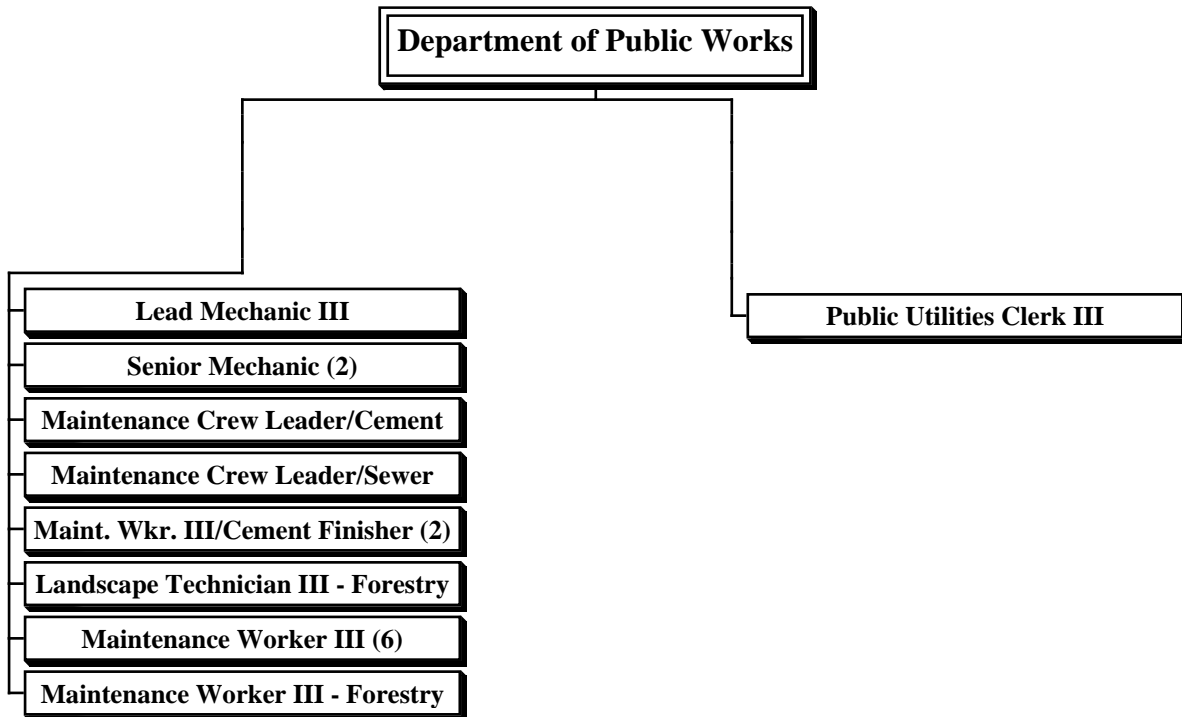 Department of Public Works
Lead Mechanic III
Public Utilities Clerk III
Senior Mechanic (2)
Maintenance Crew Leader/Cement
Maintenance Crew Leader/Sewer
Maint. Wkr. III/Cement Finisher (2)
Landscape Technician III - Forestry
Maintenance Worker III (6)
Maintenance Worker III - Forestry